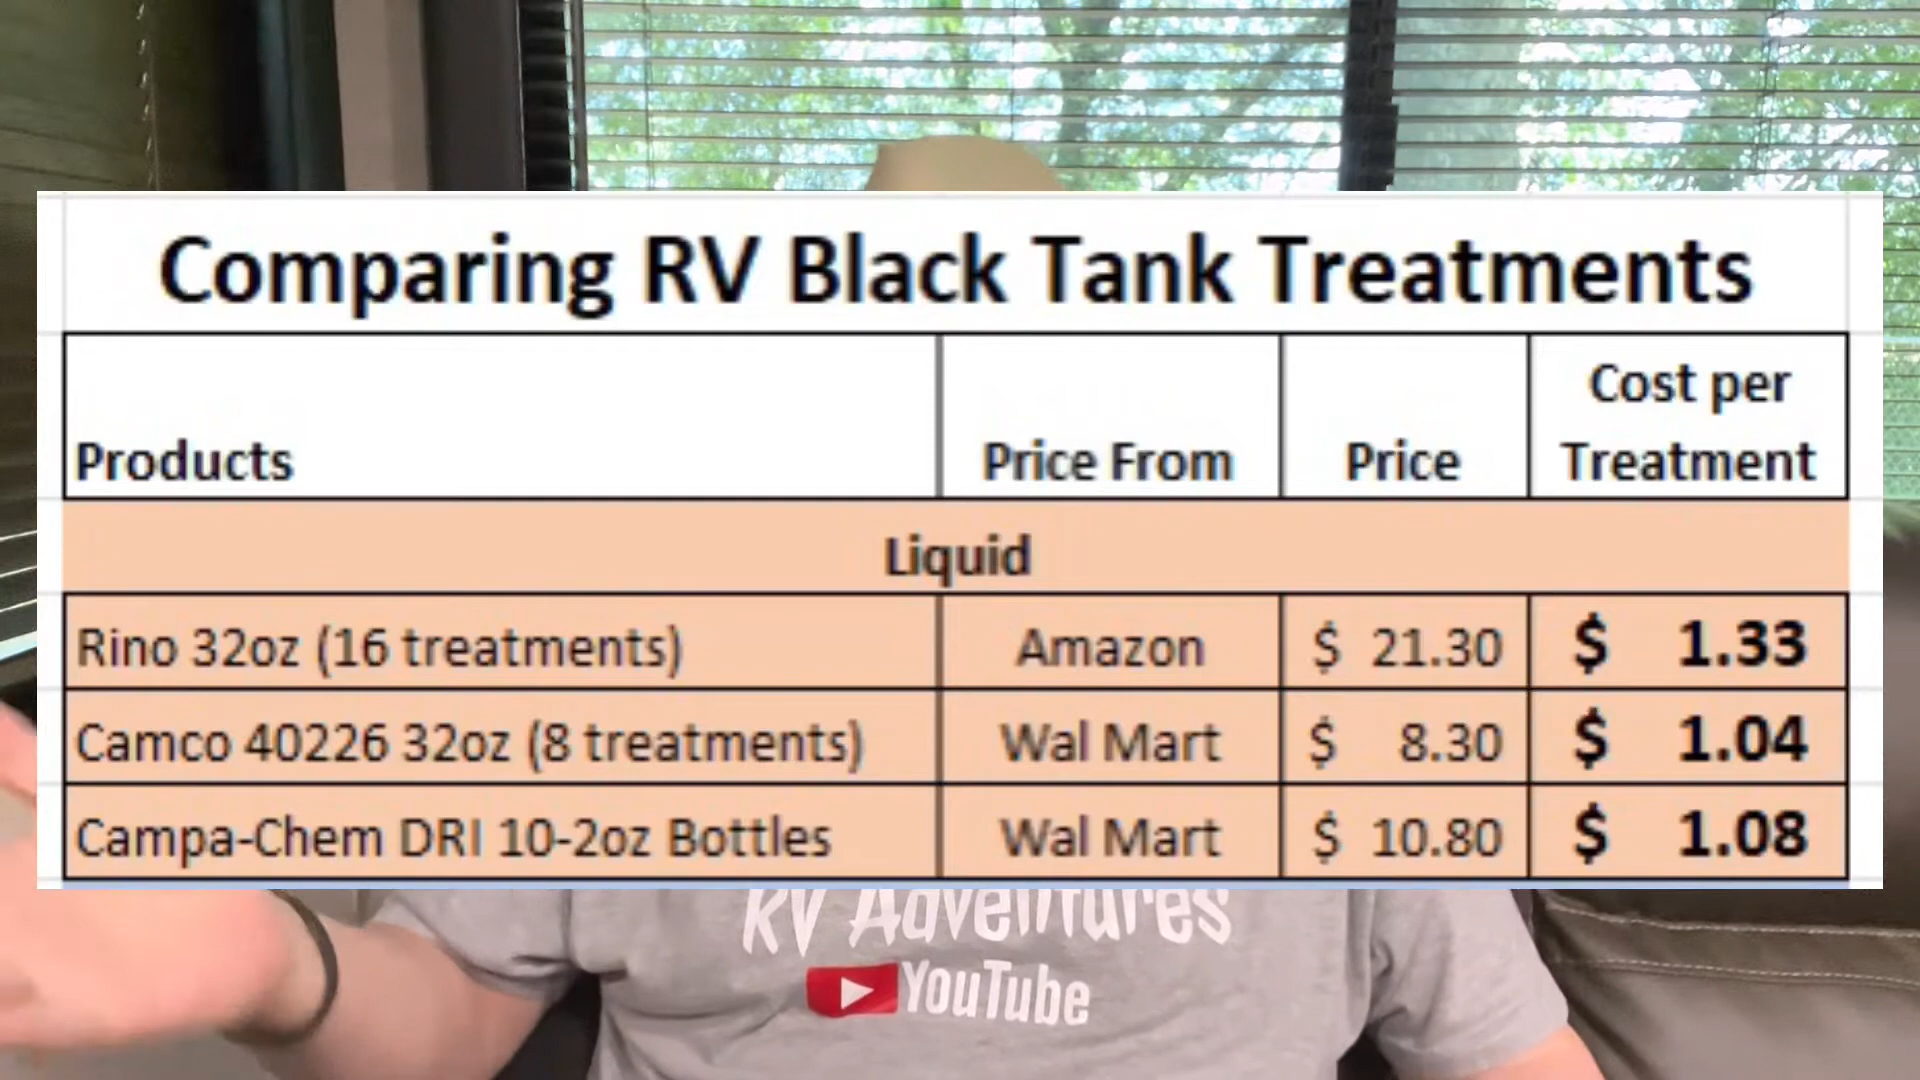 Comparing RV Black Tank Treatments
Products Price From Price Cost per Treatment
Liquid
Rino 32oz (16 treatments) Amazon $ 21.30 $ 1.33
Camco 40226 32oz (8 treatments) Wal Mart $ 8.30 $ 1.04
Campa-Chem DRI 10-2oz Bottles Wal Mart $ 10.80 $ 1.08
RV Adventures
YouTube